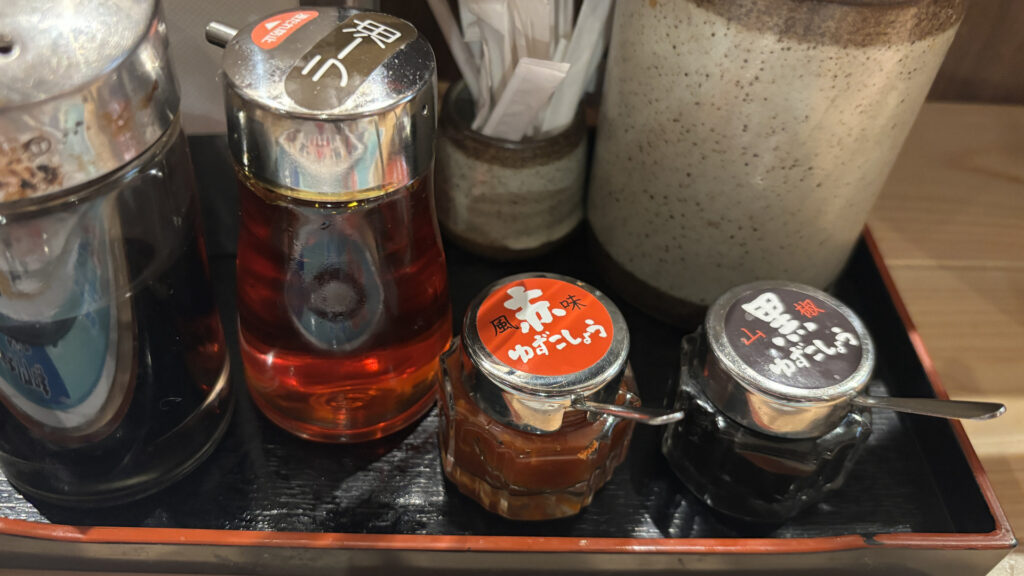 ラー油
赤
風味
ゆずこしょう
黒
山椒
ゆずこしょう